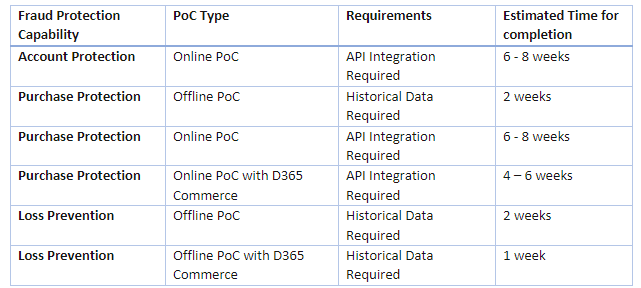 Fraud Protection PoC Type Requirements Estimated Time for
Capability completion
Account Protection Online PoC API Integration 6 - 8 weeks
Required
Purchase Protection Offline PoC Historical Data 2 weeks
Required
Purchase Protection Online PoC API Integration 6 - 8 weeks
Required
Purchase Protection Online PoC with D365 API Integration 4 – 6 weeks
Commerce Required
Loss Prevention Offline PoC Historical Data 2 weeks
Required
Loss Prevention Offline PoC with D365 Historical Data 1 week
Commerce Required